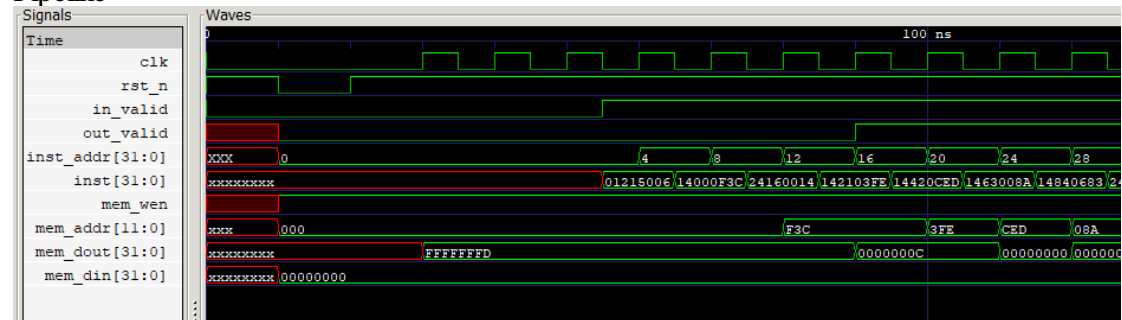 Signals Waves
Time 0 100 ns
clk
rst_n
in_valid
out_valid
inst_addr[31:0] xxx 0 4 8 12 16 20 24 28
inst[31:0] xxxxxxxx 01215006 14000F3C 24160014 142103FE 14420CED 1463008A 14840683 24
mem_wen
mem_addr[11:0] xxx 000 F3C 3FE CED 08A
mem_dout[31:0] xxxxxxxx FFFFFFFD 0000000C 00000000 000000
mem_din[31:0] xxxxxxxx 00000000